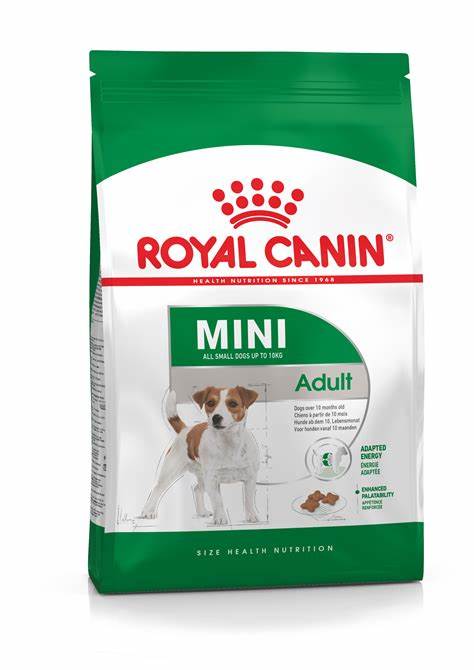 ROYAL CANIN®
HEALTH NUTRITION SINCE 1968
MINI
ALL SMALL DOGS UP TO 10KG
Adult
Dogs over 10 months old
Chiens à partir de 10 mois
Hunde ab dem 10. Lebensmonat
Voor honden vanaf 10 maanden
ADAPTED
ENERGY
ÉNERGIE
ADAPTÉE
ENHANCED
PALATABILITY
APPÉTENCE
RENFORCÉE
SIZE HEALTH NUTRITION